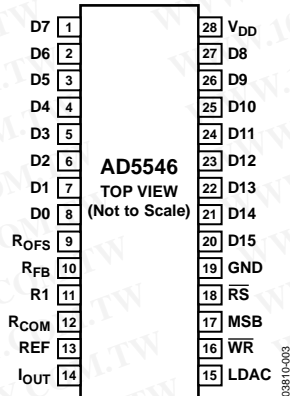 D7 1 28 VDD
D6 2 27 D8
D5 3 26 D9
D4 4 25 D10
D3 5 24 D11
D2 6 23 D12
AD5546
D1 7 22 D13
TOP VIEW
(Not to Scale)
D0 8 21 D14
ROFS 9 20 D15
RFB 10 19 GND
R1 11 18 R̅S̅
RCOM 12 17 MSB
REF 13 16 W̅R̅
IOUT 14 15 LDAC
03810-003